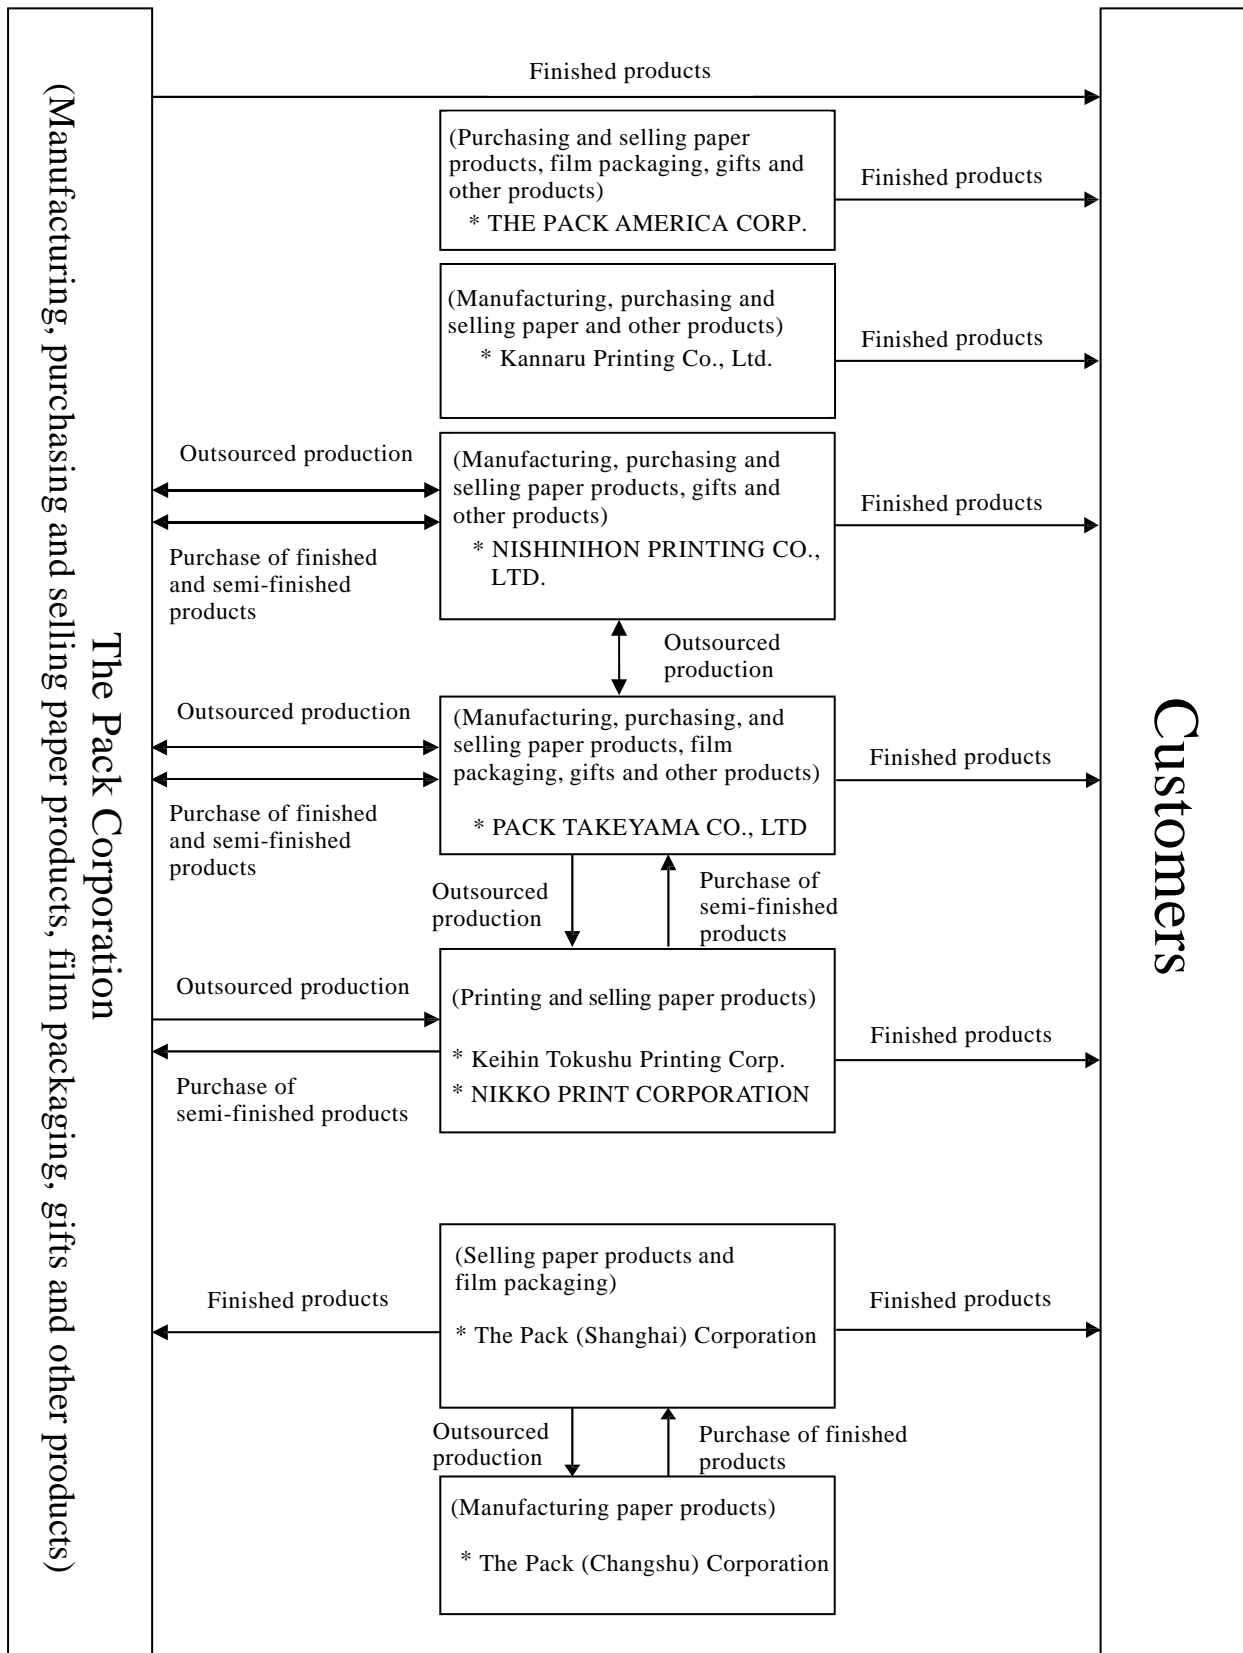 The Pack Corporation
(Manufacturing, purchasing and selling paper products, film packaging, gifts and other products)
Finished products
(Purchasing and selling paper
products, film packaging, gifts and
other products)
* THE PACK AMERICA CORP.
Finished products
(Manufacturing, purchasing and
selling paper and other products)
* Kannaru Printing Co., Ltd.
Finished products
Outsourced production
Purchase of finished
and semi-finished
products
(Manufacturing, purchasing and
selling paper products, gifts and
other products)
* NISHINIHON PRINTING CO.,
LTD.
Finished products
Outsourced
production
Outsourced production
Purchase of finished
and semi-finished
products
(Manufacturing, purchasing, and
selling paper products, film
packaging, gifts and other products)
* PACK TAKEYAMA CO., LTD
Finished products
Outsourced
production
Purchase of
semi-finished
products
Outsourced production
Purchase of
semi-finished products
(Printing and selling paper products)
* Keihin Tokushu Printing Corp.
* NIKKO PRINT CORPORATION
Finished products
Finished products
(Selling paper products and
film packaging)
* The Pack (Shanghai) Corporation
Finished products
Outsourced
production
Purchase of finished
products
(Manufacturing paper products)
* The Pack (Changshu) Corporation
Customers